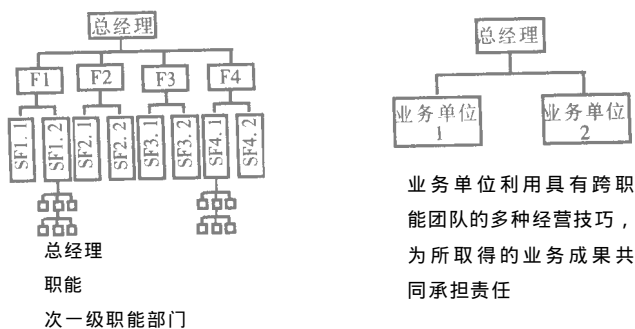 总经理
F1 F2 F3 F4
SF1. 1 SF1. 2 SF2. 1 SF2. 2 SF3. 1 SF3. 2 SF4. 1 SF4. 2
总经理
职能
次一级职能部门
总经理
业务单位 1
业务单位 2
业务单位利用具有跨职
能团队的多种经营技巧，
为所取得的业务成果共
同承担责任